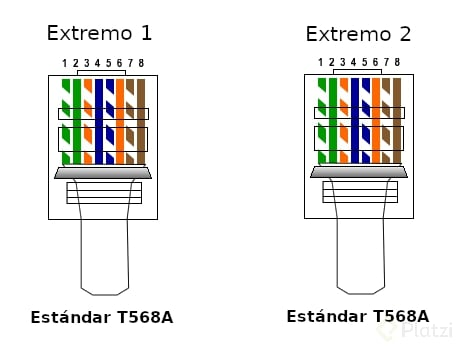 Extremo 1
1 2 3 4 5 6 7 8
Estándar T568A
Extremo 2
1 2 3 4 5 6 7 8
Estándar T568A
Platzi